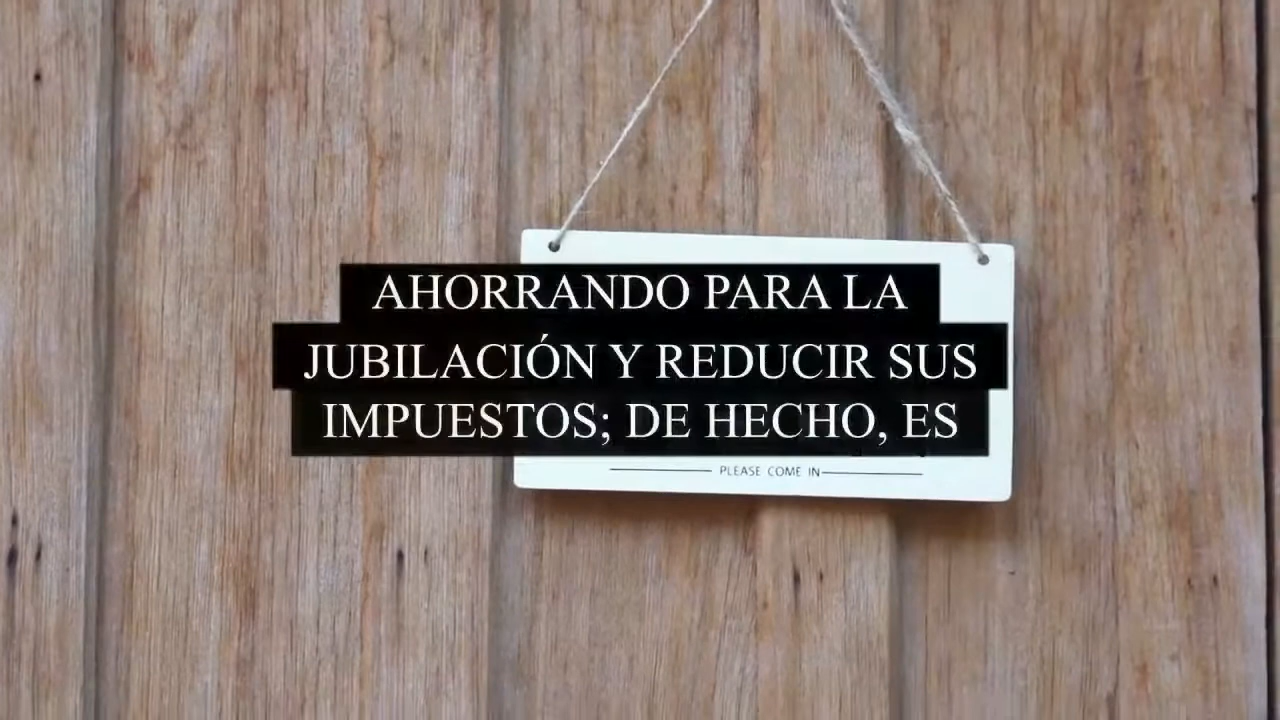 AHORRANDO PARA LA
JUBILACIÓN Y REDUCIR SUS
IMPUESTOS; DE HECHO, ES
PLEASE COME IN